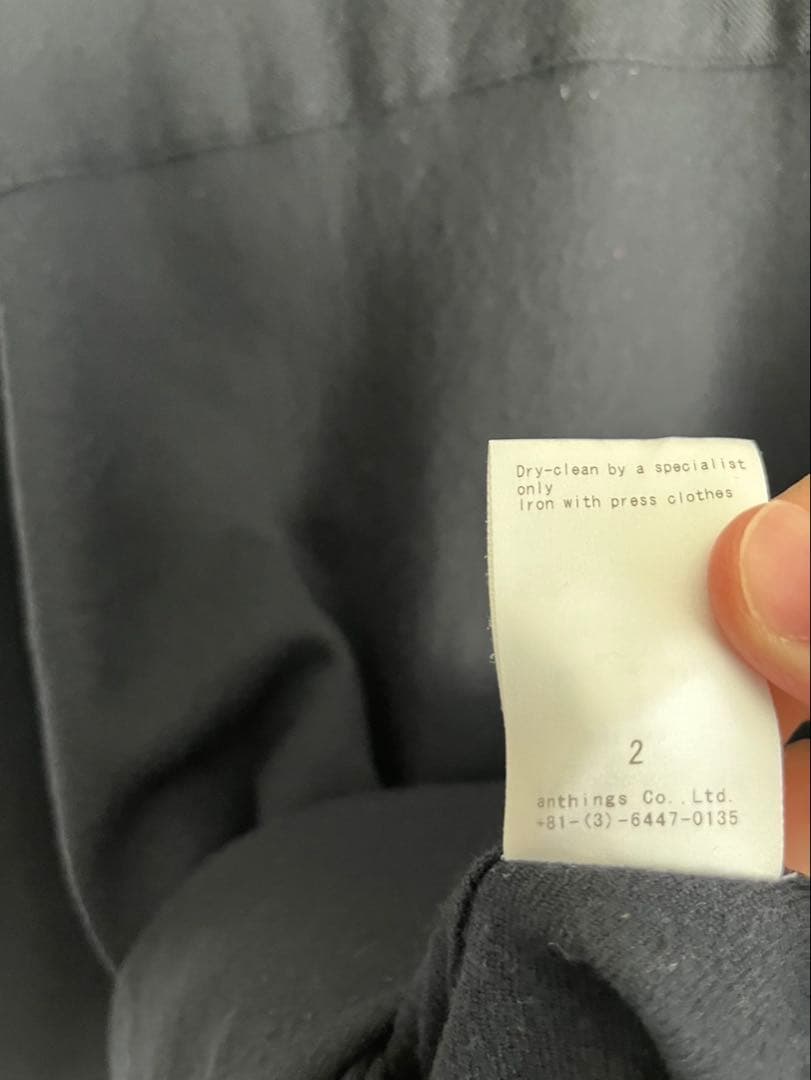 Dry-clean by a specialist
only
Iron with press clothes
2
anthings Co.,Ltd.
+81-(3)-6447-0135